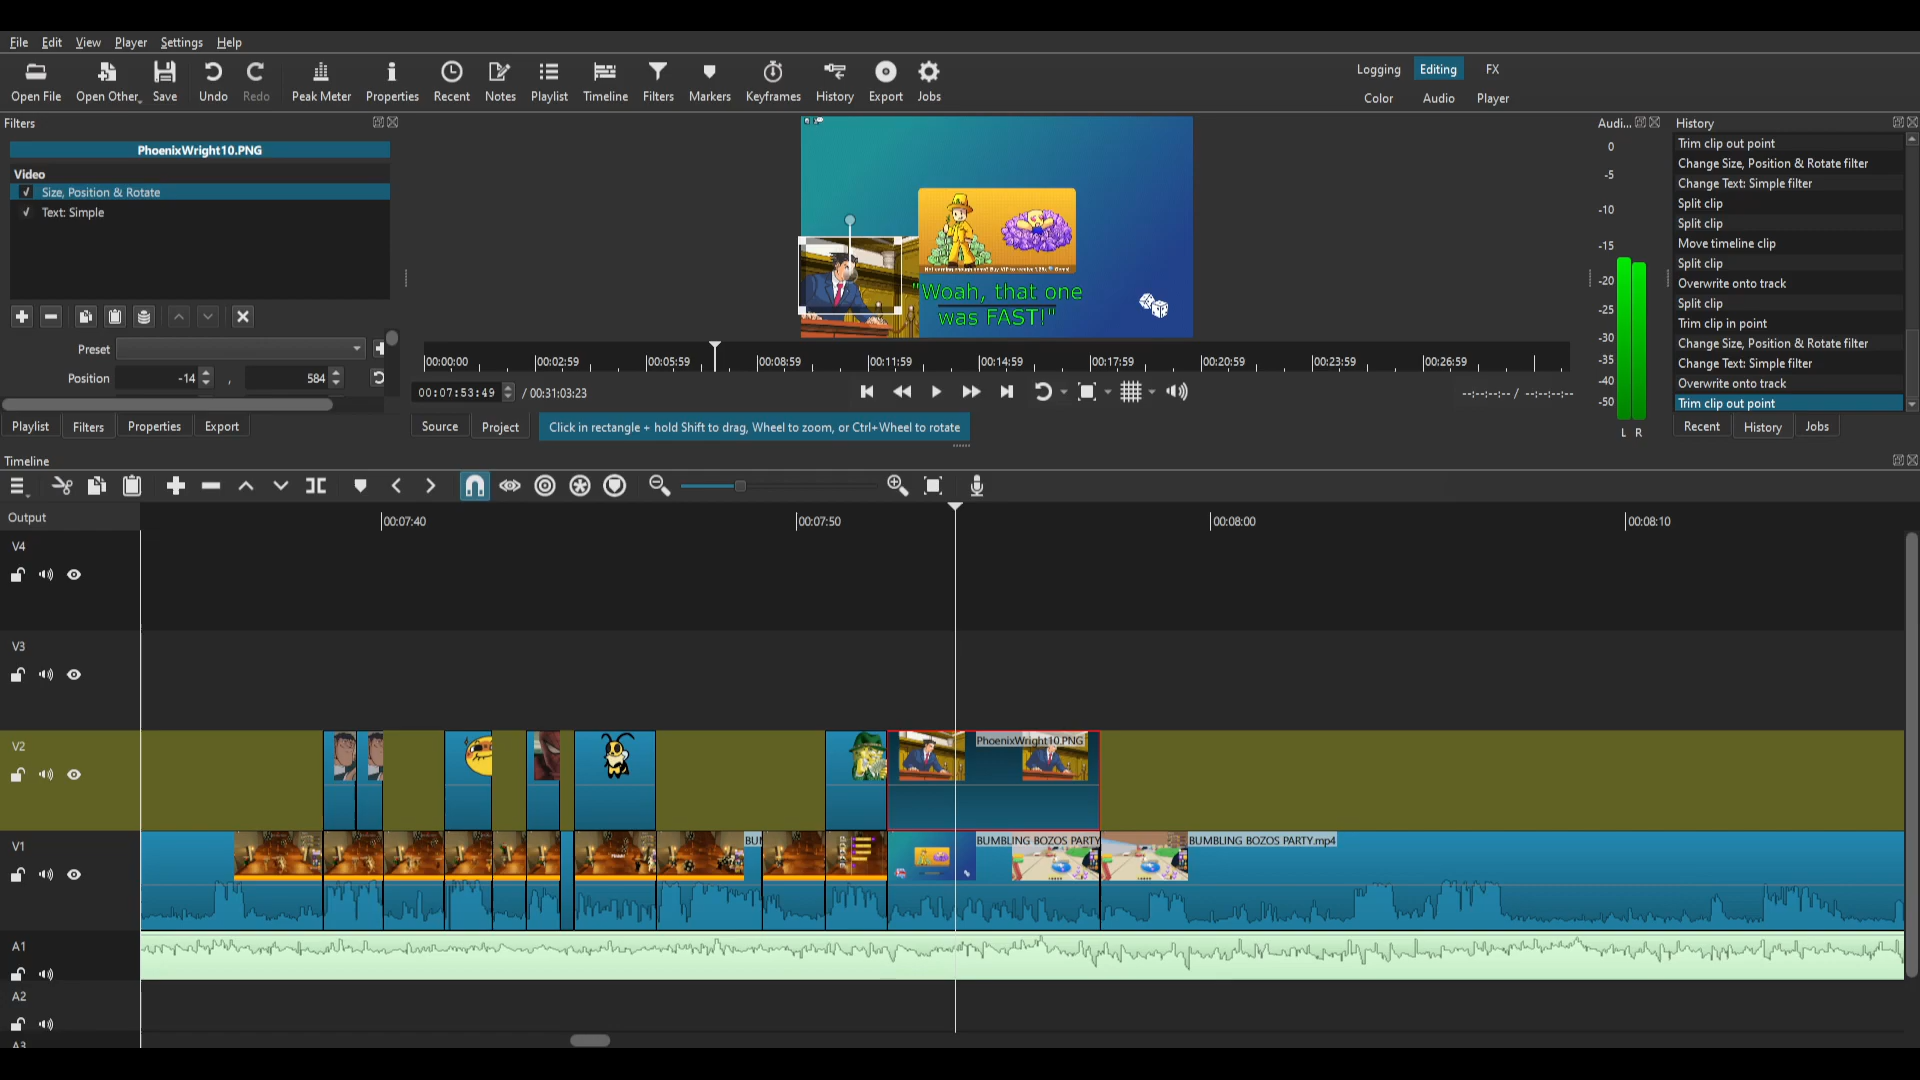 File Edit View Player Settings Help
Open File Open Other... Save Undo Redo Peak Meter Properties Recent Notes Playlist Timeline Filters Markers Keyframes History Export Jobs
Logging Editing FX
Color Audio Player
Filters
PhoenixWright10.PNG
Video
Size, Position & Rotate
Text: Simple
Preset
Position -14 , 584
Playlist Filters Properties Export
"Woah, that one
was FAST!"
00:00:00 00:02:59 00:05:59 00:08:59 00:11:59 00:14:59 00:17:59 00:20:59 00:23:59 00:26:59
00:07:53:49 / 00:31:03:23
--:--:--:-- / --:--:--:--
Source Project Click in rectangle + hold Shift to drag, Wheel to zoom, or Ctrl+Wheel to rotate
Audi...
0
-5
-10
-15
-20
-25
-30
-35
-40
-50
L R
History
Trim clip out point
Change Size, Position & Rotate filter
Change Text: Simple filter
Split clip
Split clip
Move timeline clip
Split clip
Overwrite onto track
Split clip
Trim clip in point
Change Size, Position & Rotate filter
Change Text: Simple filter
Overwrite onto track
Trim clip out point
Recent History Jobs
Timeline
Output
00:07:40 00:07:50 00:08:00 00:08:10
V4
V3
V2
PhoenixWright10.PNG
V1
BUI BUMBLING BOZOS PARTY BUMBLING BOZOS PARTY.mp4
A1
A2
A3